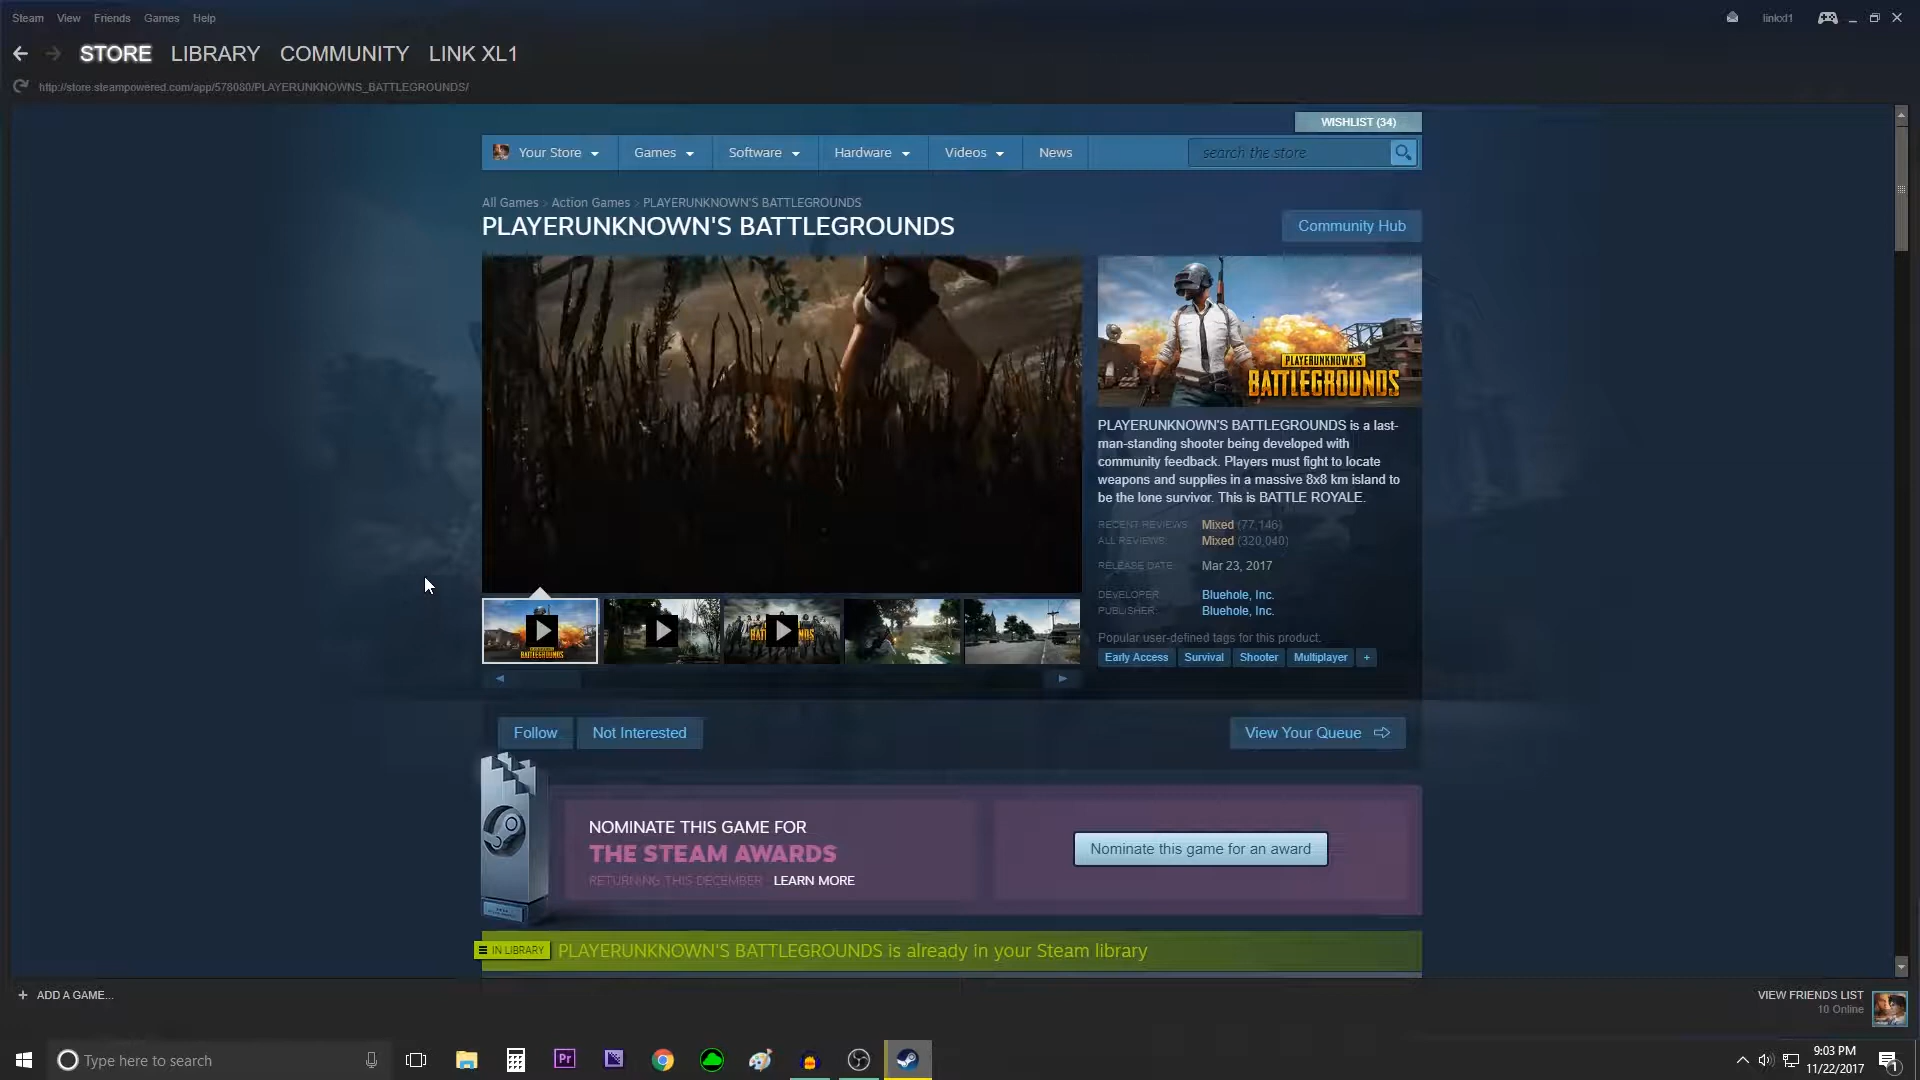 Steam View Friends Games Help
linkd1
STORE LIBRARY COMMUNITY LINK XL1
http://store.steampowered.com/app/578080/PLAYERUNKNOWNS_BATTLEGROUNDS/
WISHLIST (34)
Your Store Games Software Hardware Videos News search the store
All Games > Action Games > PLAYERUNKNOWN'S BATTLEGROUNDS
PLAYERUNKNOWN'S BATTLEGROUNDS
Community Hub
PLAYERUNKNOWN'S
BATTLEGROUNDS
PLAYERUNKNOWN'S BATTLEGROUNDS is a last-
man-standing shooter being developed with
community feedback. Players must fight to locate
weapons and supplies in a massive 8x8 km island to
be the lone survivor. This is BATTLE ROYALE.
RECENT REVIEWS: Mixed (77,146)
ALL REVIEWS: Mixed (320,040)
RELEASE DATE: Mar 23, 2017
DEVELOPER: Bluehole, Inc.
PUBLISHER: Bluehole, Inc.
Popular user-defined tags for this product:
Early Access Survival Shooter Multiplayer +
BATTLEGROUNDS
Follow Not Interested
View Your Queue
NOMINATE THIS GAME FOR
THE STEAM AWARDS
RETURNING THIS DECEMBER LEARN MORE
Nominate this game for an award
IN LIBRARY PLAYERUNKNOWN'S BATTLEGROUNDS is already in your Steam library
+ ADD A GAME...
VIEW FRIENDS LIST
10 Online
Type here to search
Pr
9:03 PM
11/22/2017
1